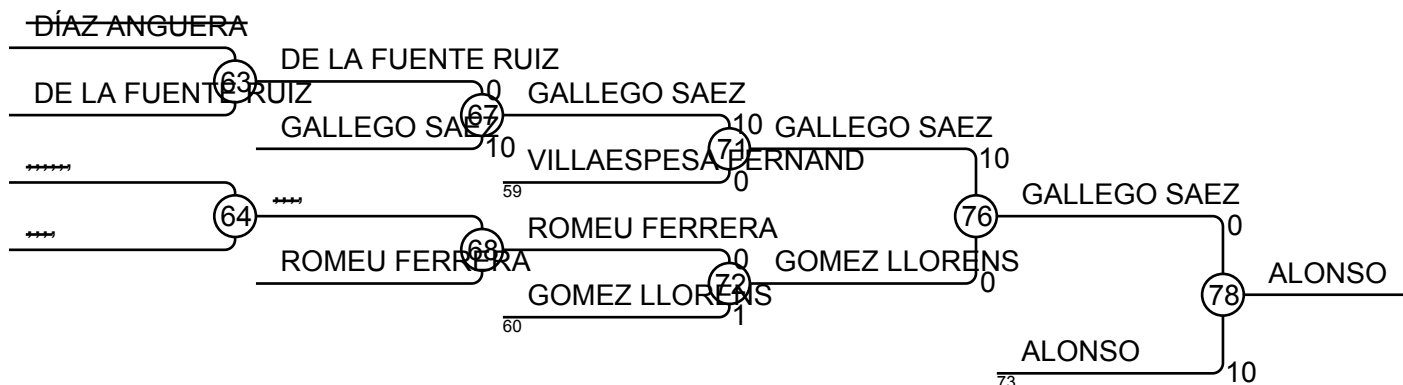 DÍAZ ANGUERA
DE LA FUENTE RUIZ
63
DE LA FUENTE RUIZ
0
67
GALLEGO SAEZ
10
GALLEGO SAEZ
10
71
VILLAESPESA FERNAND
59
0
GALLEGO SAEZ
10
,,,,,,,
,,,,,
64
,,,,,
68
ROMEU FERRERA
ROMEU FERRERA
0
72
GOMEZ LLORENS
60
1
GOMEZ LLORENS
0
76
GALLEGO SAEZ
0
78
ALONSO
73
10
ALONSO